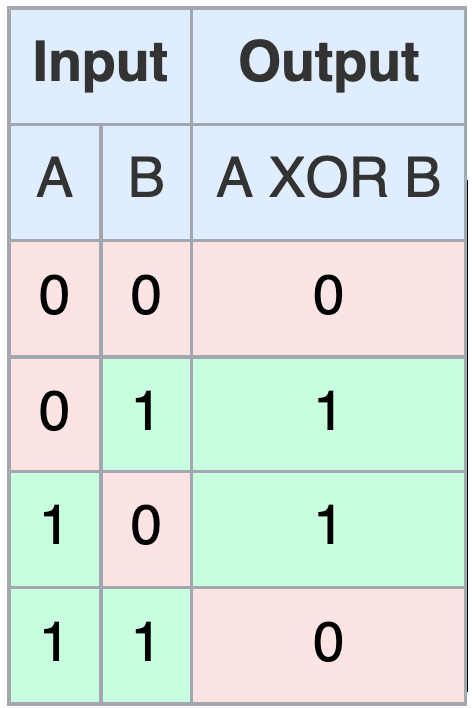 Input Output
A B A XOR B
0 0 0
0 1 1
1 0 1
1 1 0